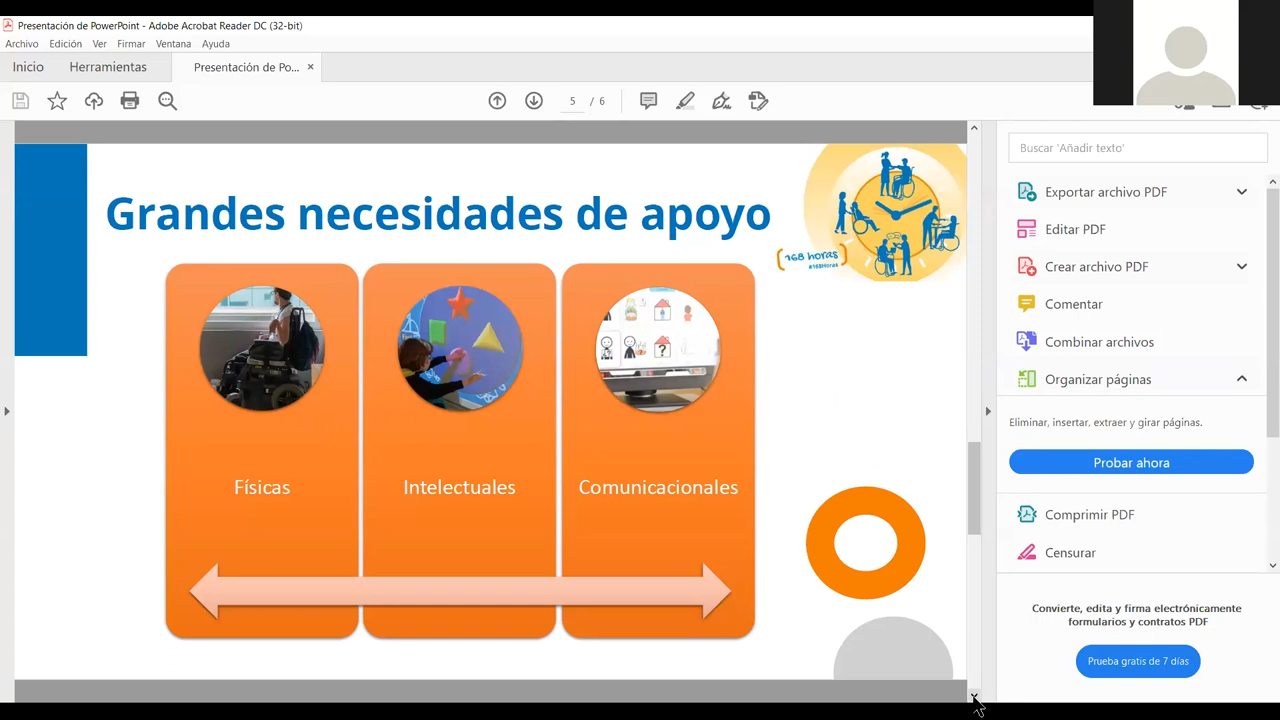 Presentación de PowerPoint - Adobe Acrobat Reader DC (32-bit)
Archivo Edición Ver Firmar Ventana Ayuda
Inicio Herramientas Presentación de Po... ×
5 / 6
Buscar 'Añadir texto'
Exportar archivo PDF
Editar PDF
Crear archivo PDF
Comentar
Combinar archivos
Organizar páginas
Eliminar, insertar, extraer y girar páginas.
Probar ahora
Comprimir PDF
Censurar
Convierte, edita y firma electrónicamente
formularios y contratos PDF
Prueba gratis de 7 días
Grandes necesidades de apoyo
168 horas
#168Horas
Físicas
Intelectuales
Comunicacionales